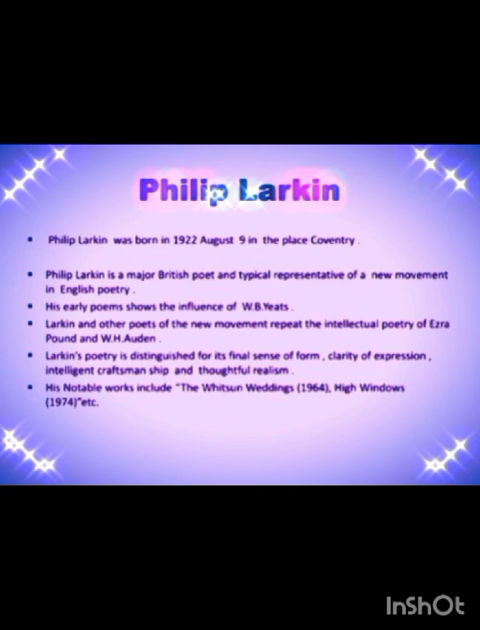 Philip Larkin
• Philip Larkin was born in 1922 August 9 in the place Coventry .
• Philip Larkin is a major British poet and typical representative of a new movement
in English poetry .
• His early poems shows the influence of W.B.Yeats .
• Larkin and other poets of the new movement repeat the intellectual poetry of Ezra
Pound and W.H.Auden .
• Larkin's poetry is distinguished for its final sense of form , clarity of expression ,
intelligent craftsman ship and thoughtful realism .
• His Notable works include "The Whitsun Weddings (1964), High Windows
(1974)"etc.
InShOt